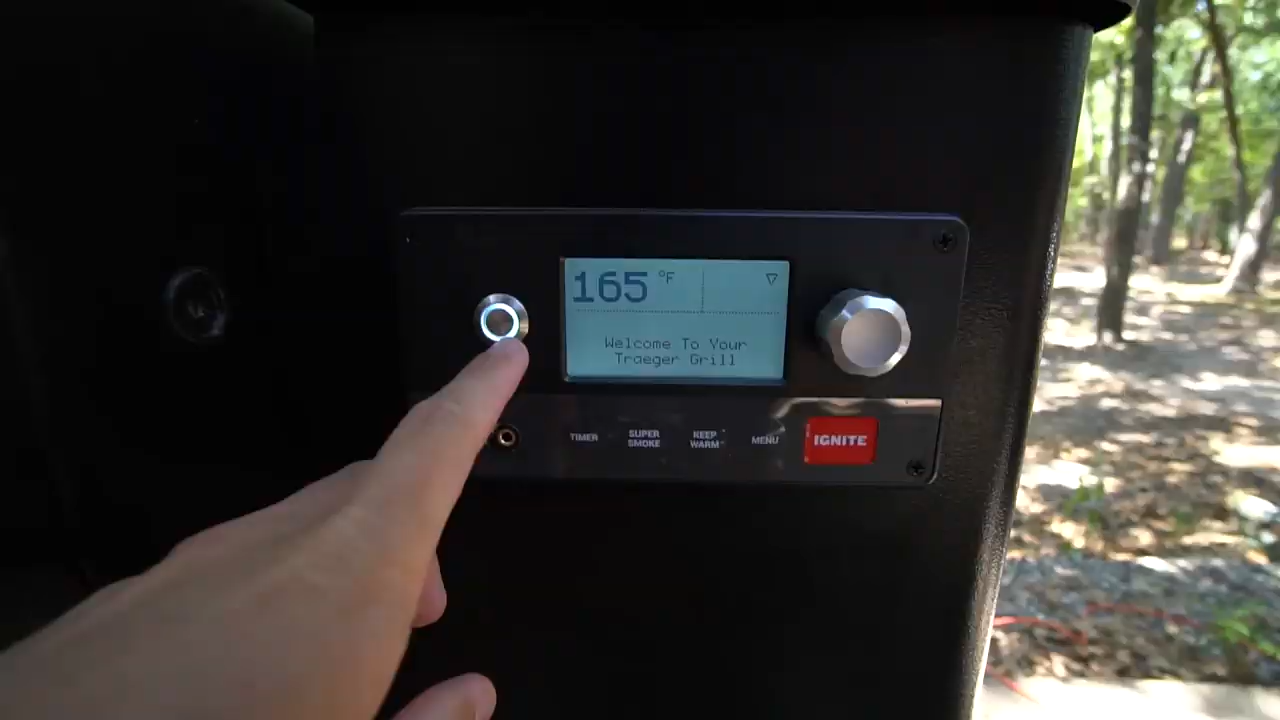 165 °F
Welcome To Your
Traeger Grill
TIMER
SUPER
SMOKE
KEEP
WARM
MENU
IGNITE